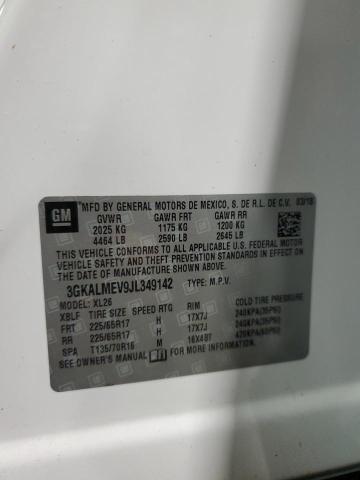 GM
MFD BY GENERAL MOTORS DE MEXICO, S. DE R.L. DE C.V. 03/18
GVWR GAWR FRT GAWR RR
2025 KG 1175 KG 1200 KG
4464 LB 2590 LB 2645 LB
THIS VEHICLE CONFORMS TO ALL APPLICABLE U.S.
FEDERAL MOTOR VEHICLE SAFETY STANDARDS IN EFFECT ON
THE DATE OF MANUFACTURE SHOWN ABOVE.
3GKALMEV9JL349142 TYPE: M.P.V.
MODEL: XL26
XBLF TIRE SIZE SPEED RTG RIM COLD TIRE PRESSURE
FRT 225/65R17 H 17X7J 240KPA(35PSI)
RR 225/65R17 H 17X7J 240KPA(35PSI)
SPA T135/70R16 M 16X4BT 420KPA(60PSI)
SEE OWNER'S MANUAL FOR MORE INFORMATION.